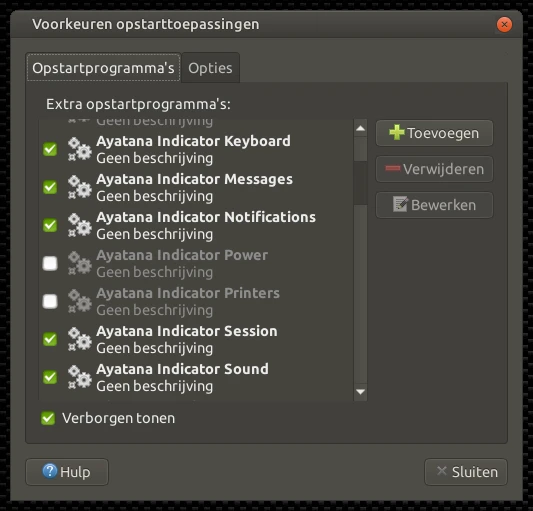 Voorkeuren opstarttoepassingen
Opstartprogramma's
Opties
Extra opstartprogramma's:
Geen beschrijving
Ayatana Indicator Keyboard
Geen beschrijving
Ayatana Indicator Messages
Geen beschrijving
Ayatana Indicator Notifications
Geen beschrijving
Ayatana Indicator Power
Geen beschrijving
Ayatana Indicator Printers
Geen beschrijving
Ayatana Indicator Session
Geen beschrijving
Ayatana Indicator Sound
Geen beschrijving
Toevoegen
Verwijderen
Bewerken
Verborgen tonen
Hulp
Sluiten